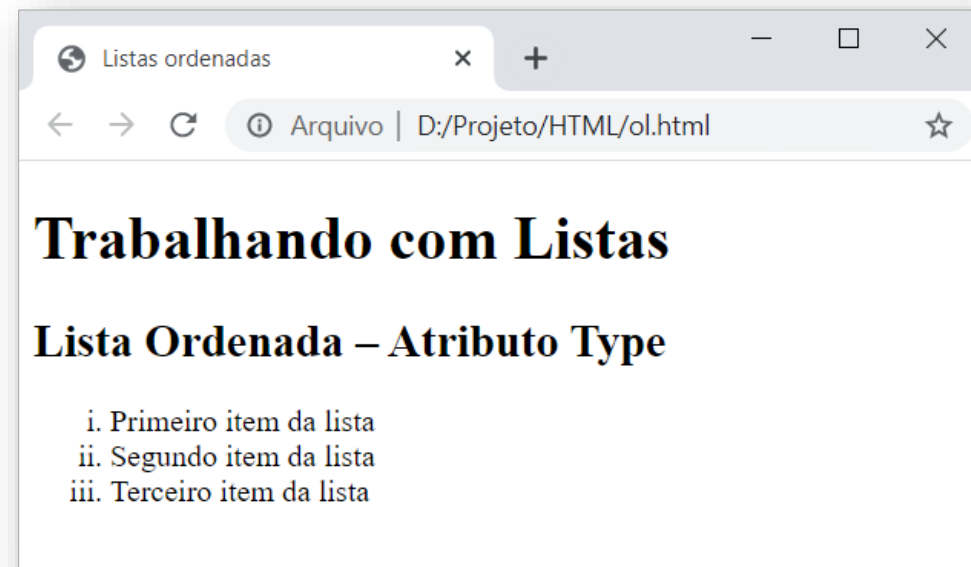 Listas ordenadas
Arquivo | D:/Projeto/HTML/ol.html
Trabalhando com Listas
Lista Ordenada – Atributo Type
i. Primeiro item da lista
ii. Segundo item da lista
iii. Terceiro item da lista